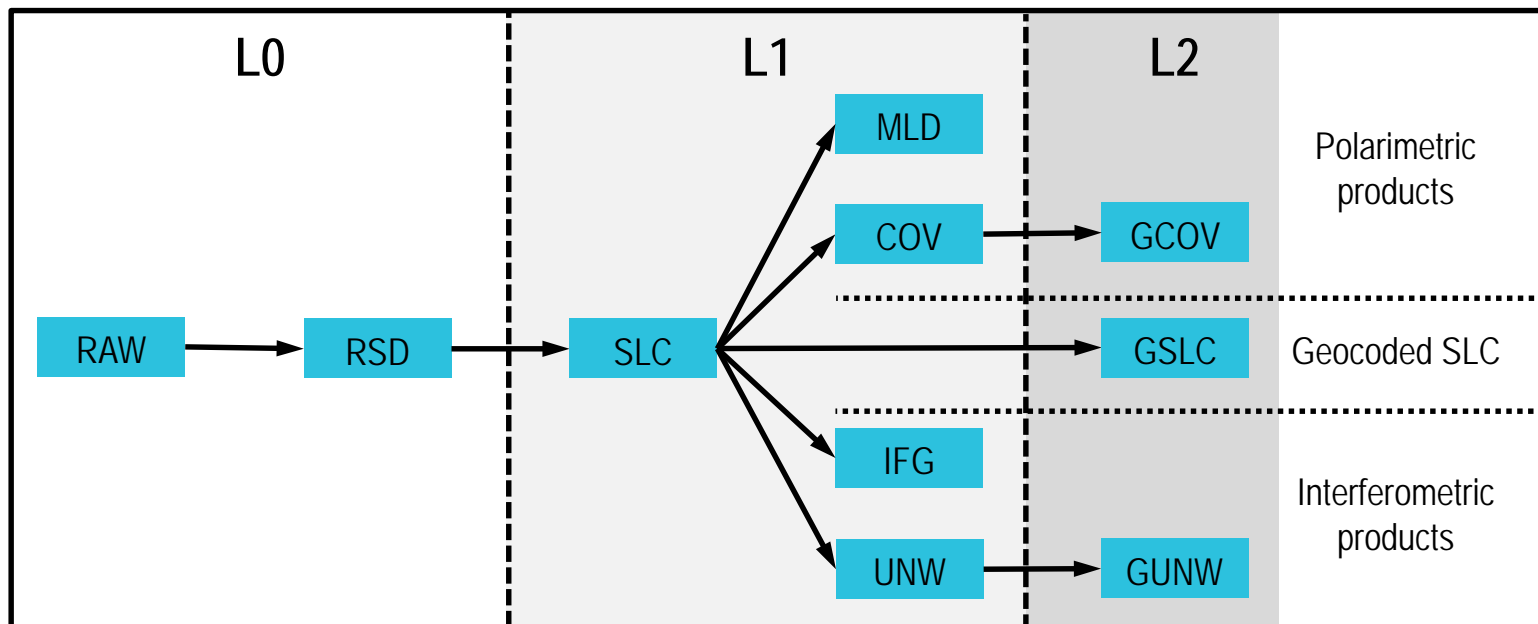 L0
L1
L2
MLD
Polarimetric
products
COV
GCOV
RAW
RSD
SLC
GSLC
Geocoded SLC
IFG
Interferometric
products
UNW
GUNW